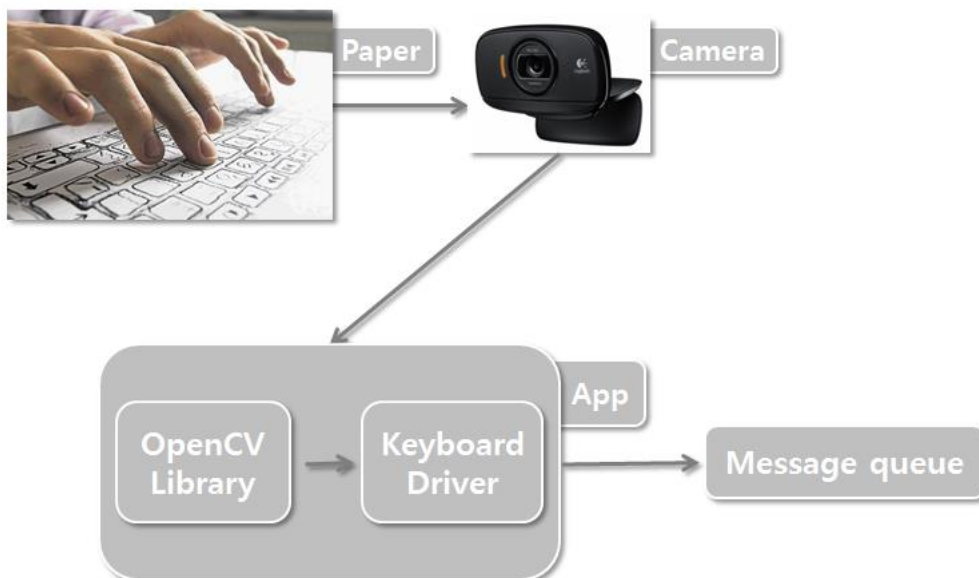 Paper
Camera
App
OpenCV
Library
Keyboard
Driver
Message queue